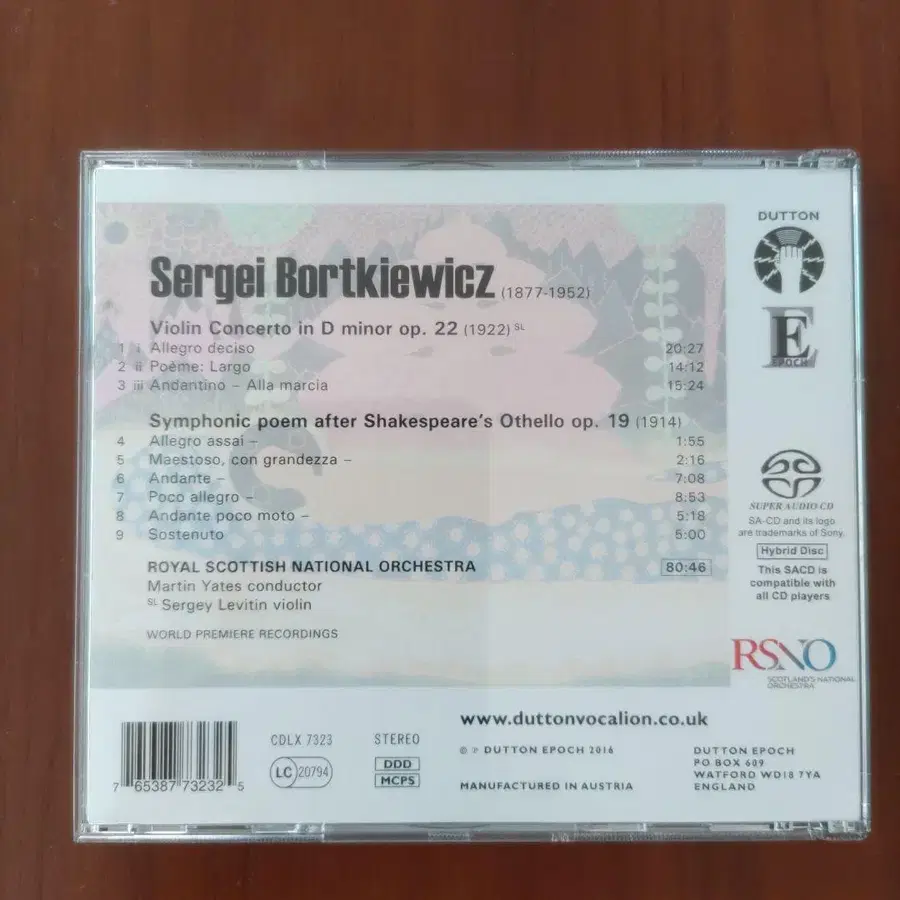 Sergei Bortkiewicz (1877-1952)
Violin Concerto in D minor op. 22 (1922) SL
1 i Allegro deciso 20:27
2 ii Poème: Largo 14:12
3 iii Andantino – Alla marcia 15:24
Symphonic poem after Shakespeare's Othello op. 19 (1914)
4 Allegro assai – 1:55
5 Maestoso, con grandezza – 2:16
6 Andante – 7:08
7 Poco allegro – 8:53
8 Andante poco moto – 5:18
9 Sostenuto 5:00
ROYAL SCOTTISH NATIONAL ORCHESTRA 80:46
Martin Yates conductor
SL Sergey Levitin violin
WORLD PREMIERE RECORDINGS
DUTTON
E
EPOCH
SUPER AUDIO CD
SA-CD and its logo
are trademarks of Sony.
Hybrid Disc
This SACD is
compatible with
all CD players
RSNO
SCOTLAND'S NATIONAL
ORCHESTRA
7 65387 73232 5
CDLX 7323
LC 20794
STEREO
DDD
MCPS
www.duttonvocalion.co.uk
© ℗ DUTTON EPOCH 2016
MANUFACTURED IN AUSTRIA
DUTTON EPOCH
PO BOX 609
WATFORD WD18 7YA
ENGLAND